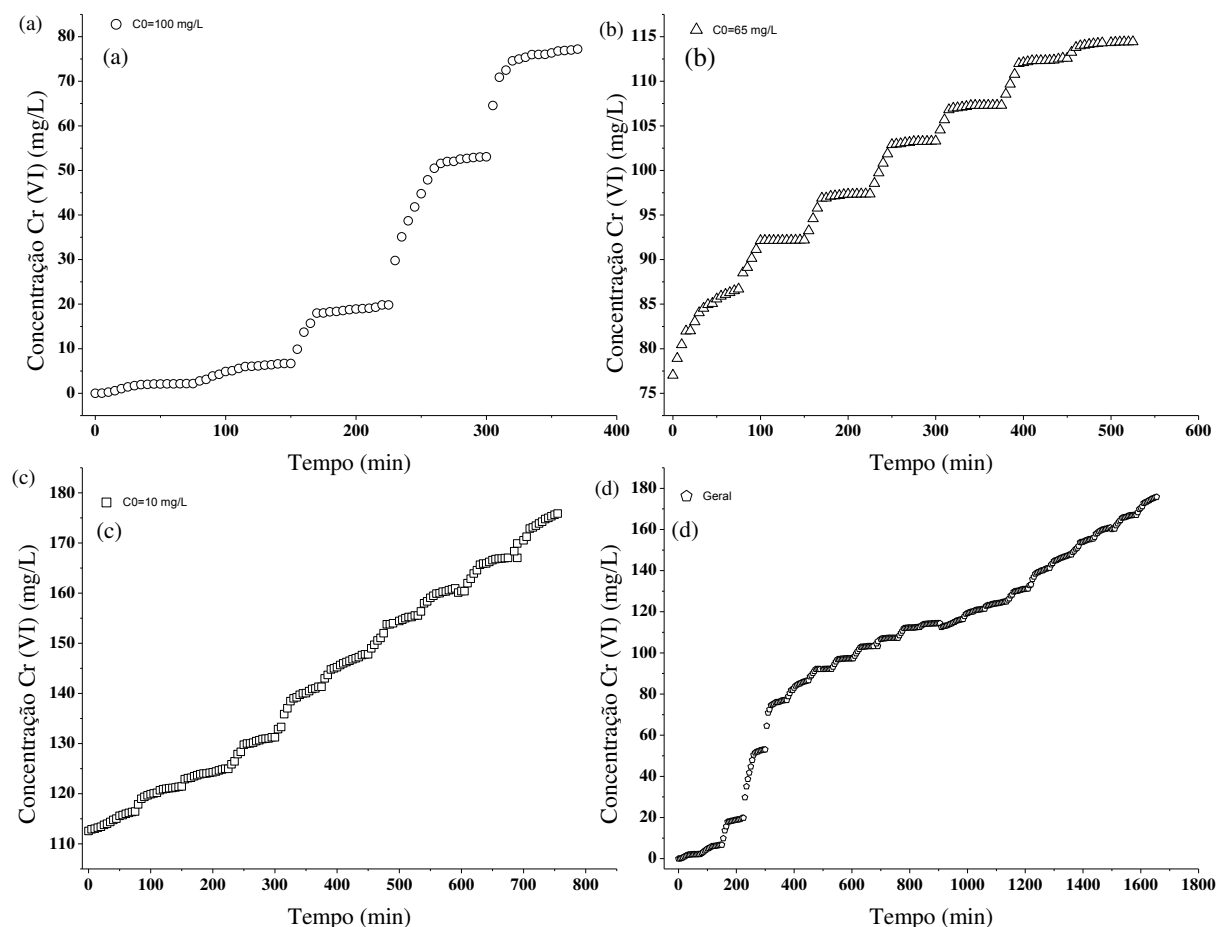 (a)
C0=100 mg/L
(a)
80
70
60
50
40
30
20
10
0
Concentração Cr (VI) (mg/L)
0 100 200 300 400
Tempo (min)
(b)
C0=65 mg/L
(b)
115
110
105
100
95
90
85
80
75
Concentração Cr (VI) (mg/L)
0 100 200 300 400 500 600
Tempo (min)
(c)
C0=10 mg/L
(c)
180
170
160
150
140
130
120
110
Concentração Cr (VI) (mg/L)
0 100 200 300 400 500 600 700 800
Tempo (min)
(d)
Geral
(d)
180
160
140
120
100
80
60
40
20
0
Concentração Cr (VI) (mg/L)
0 200 400 600 800 1000 1200 1400 1600 1800
Tempo (min)